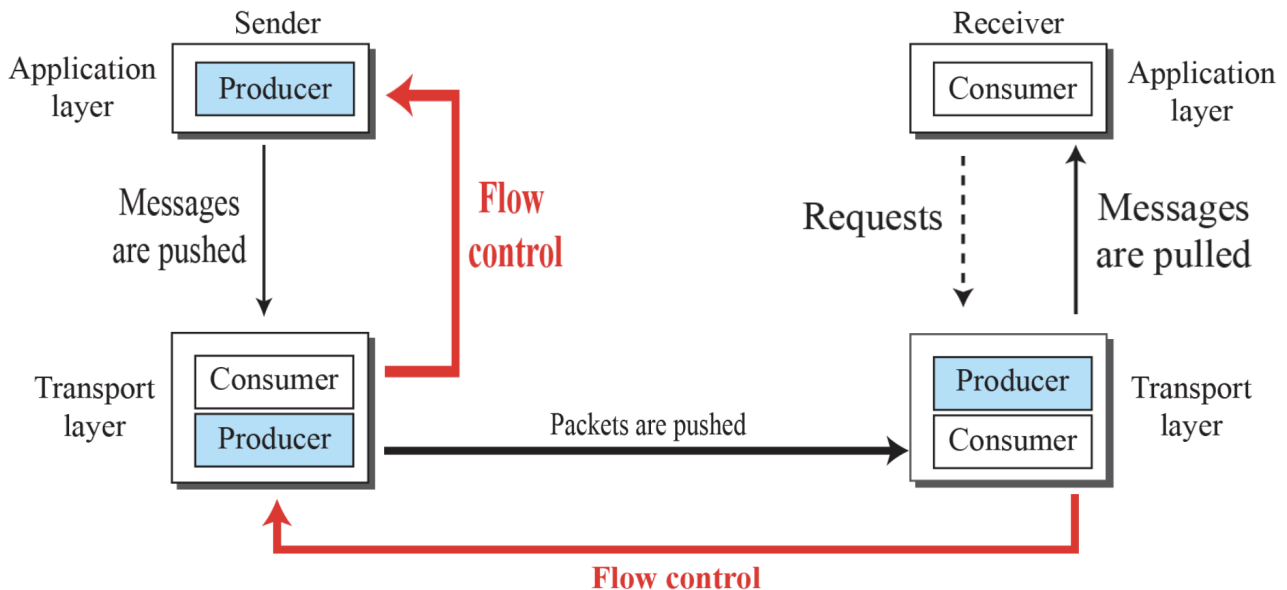 Sender
Receiver
Application
layer
Producer
Consumer
Application
layer
Messages
are pushed
Flow
control
Requests
Messages
are pulled
Transport
layer
Consumer
Producer
Packets are pushed
Producer
Consumer
Transport
layer
Flow control